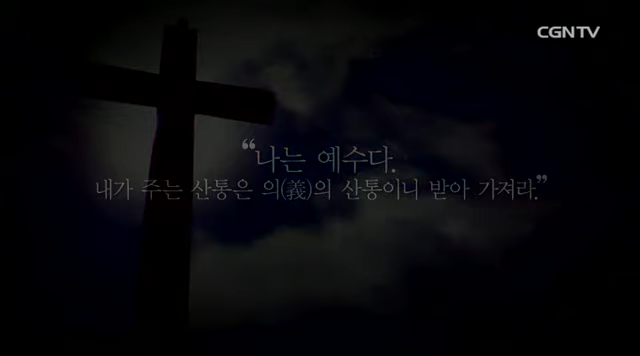 CGNTV
“나는 예수다.
내가 주는 산통은 의(義)의 산통이니 받아 가져라.”